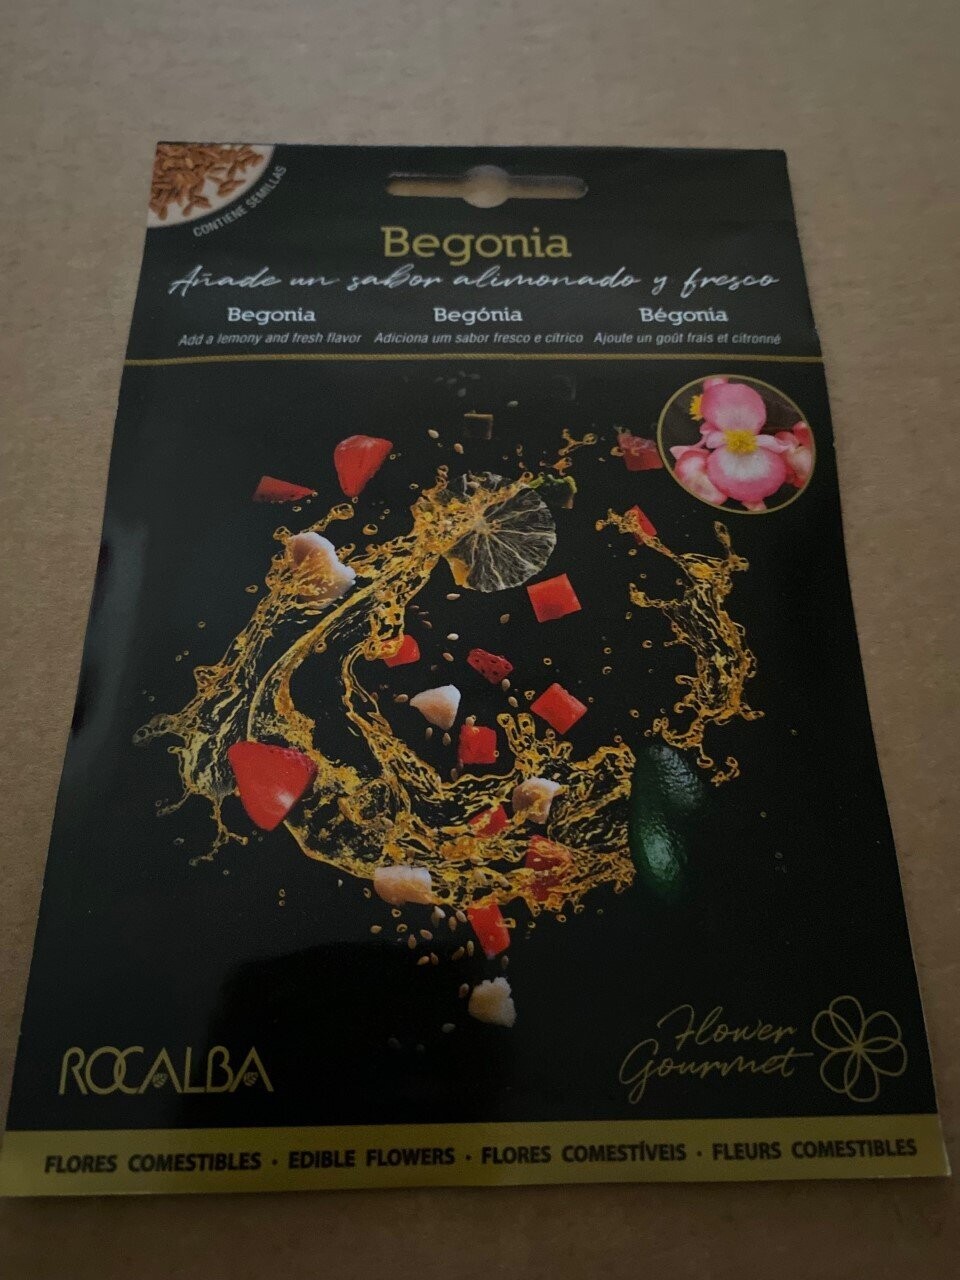 CONTIENE SEMILLAS
Begonia
Añade un sabor alimonado y fresco
Begonia Begónia Bégonia
Add a lemony and fresh flavor Adiciona um sabor fresco e cítrico Ajoute un goût frais et citronné
ROCALBA
Flower
Gourmet
FLORES COMESTIBLES · EDIBLE FLOWERS · FLORES COMESTÍVEIS · FLEURS COMESTIBLES